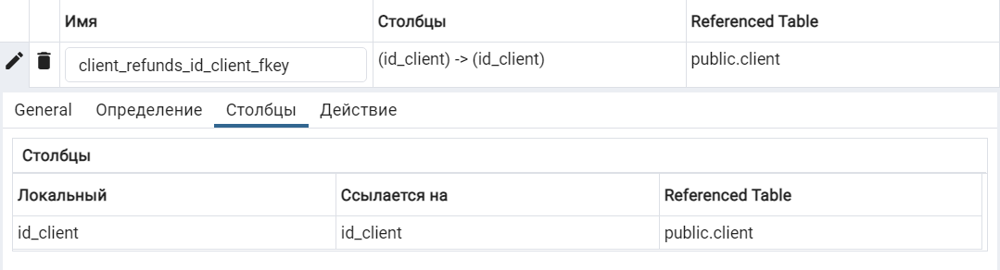 Имя Столбцы Referenced Table
client_refunds_id_client_fkey (id_client) -> (id_client) public.client
General Определение Столбцы Действие
Столбцы
Локальный Ссылается на Referenced Table
id_client id_client public.client